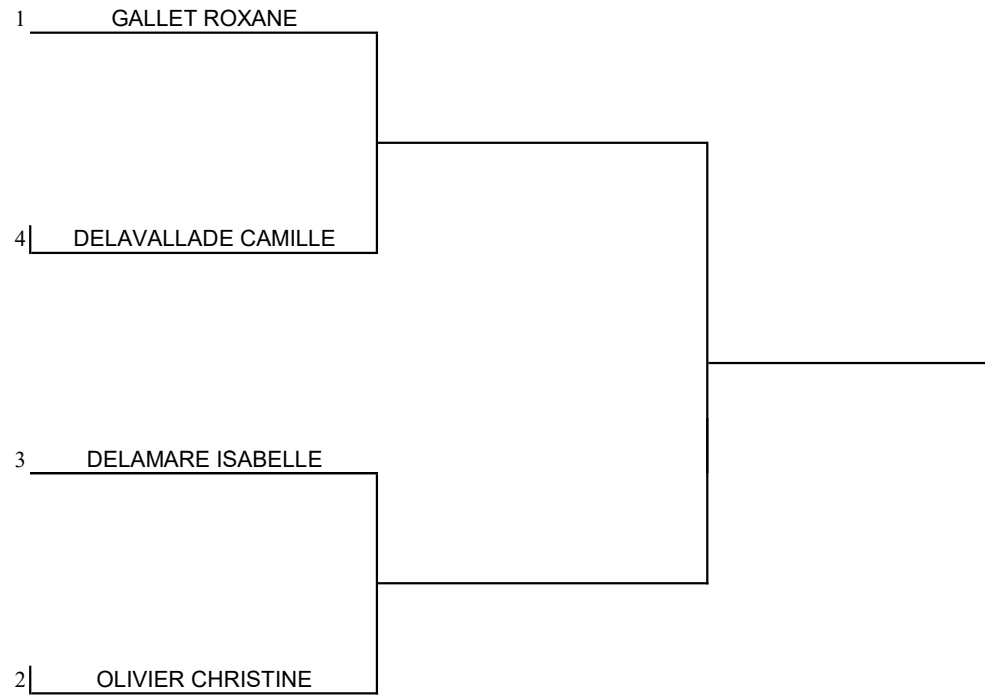 1 GALLET ROXANE
4 DELAVALLADE CAMILLE
3 DELAMARE ISABELLE
2 OLIVIER CHRISTINE